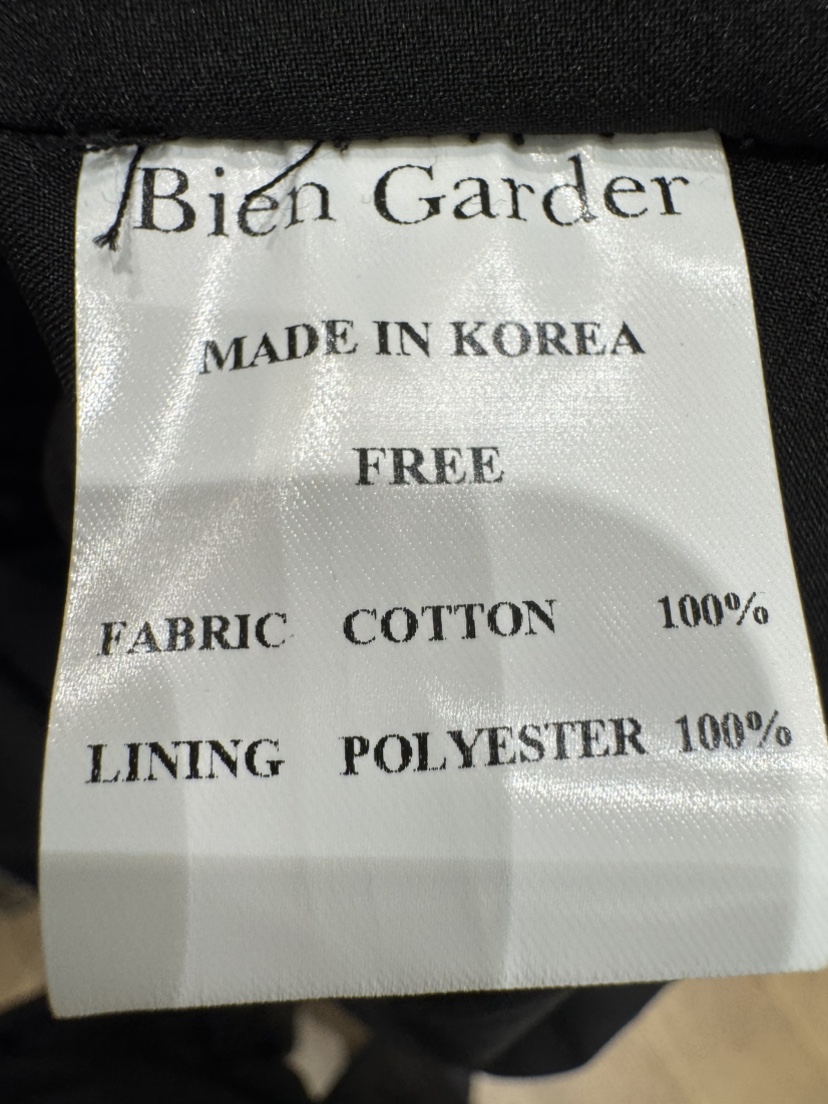 Bien Garder
MADE IN KOREA
FREE
FABRIC COTTON 100%
LINING POLYESTER 100%